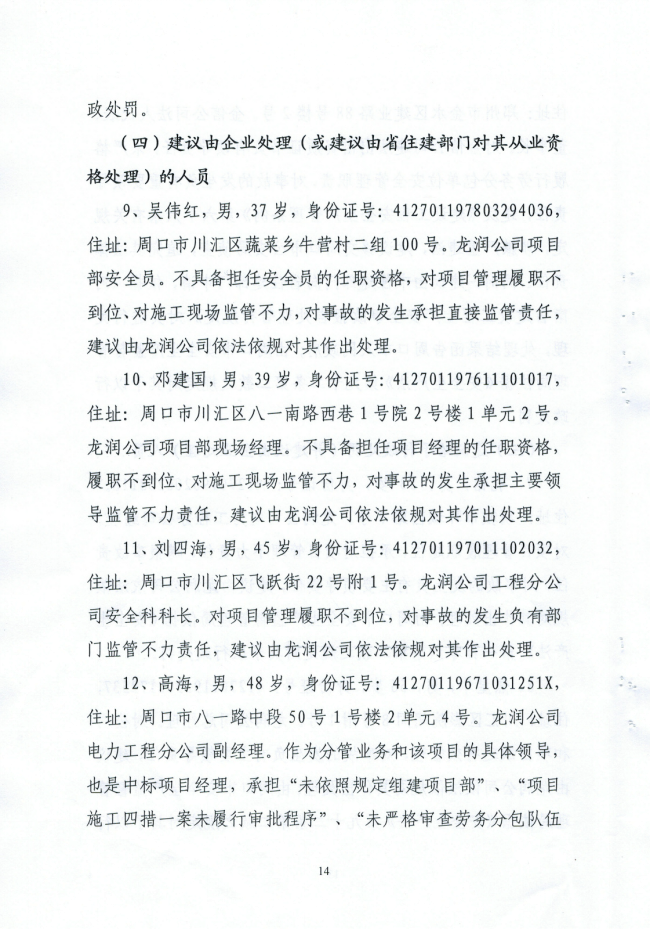 政处罚。
（四）建议由企业处理（或建议由省住建部门对其从业资
格处理）的人员
9、吴伟红，男，37岁，身份证号：412701197803294036，
住址：周口市川汇区蔬菜乡牛营村二组100号。龙润公司项目
部安全员。不具备担任安全员的任职资格，对项目管理履职不
到位、对施工现场监管不力，对事故的发生承担直接监管责任，
建议由龙润公司依法依规对其作出处理。
10、邓建国，男，39岁，身份证号：412701197611101017，
住址：周口市川汇区八一南路西巷1号院2号楼1单元2号。
龙润公司项目部现场经理。不具备担任项目经理的任职资格，
履职不到位、对施工现场监管不力，对事故的发生承担主要领
导监管不力责任，建议由龙润公司依法依规对其作出处理。
11、刘四海，男，45岁，身份证号：412701197011102032，
住址：周口市川汇区飞跃街22号附1号。龙润公司工程分公
司安全科科长。对项目管理履职不到位，对事故的发生负有部
门监管不力责任，建议由龙润公司依法依规对其作出处理。
12、高海，男，48岁，身份证号：41270119671031251X，
住址：周口市八一路中段50号1号楼2单元4号。龙润公司
电力工程分公司副经理。作为分管业务和该项目的具体领导，
也是中标项目经理，承担“未依照规定组建项目部”、“项目
施工四措一案未履行审批程序”、“未严格审查劳务分包队伍
14